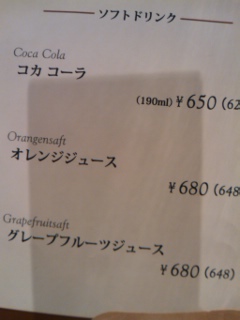 ソフトドリンク
Coca Cola
コカ コーラ
(190ml) ¥650 (62
Orangensaft
オレンジジュース
¥680 (648
Grapefruitsaft
グレープフルーツジュース
¥680 (648)